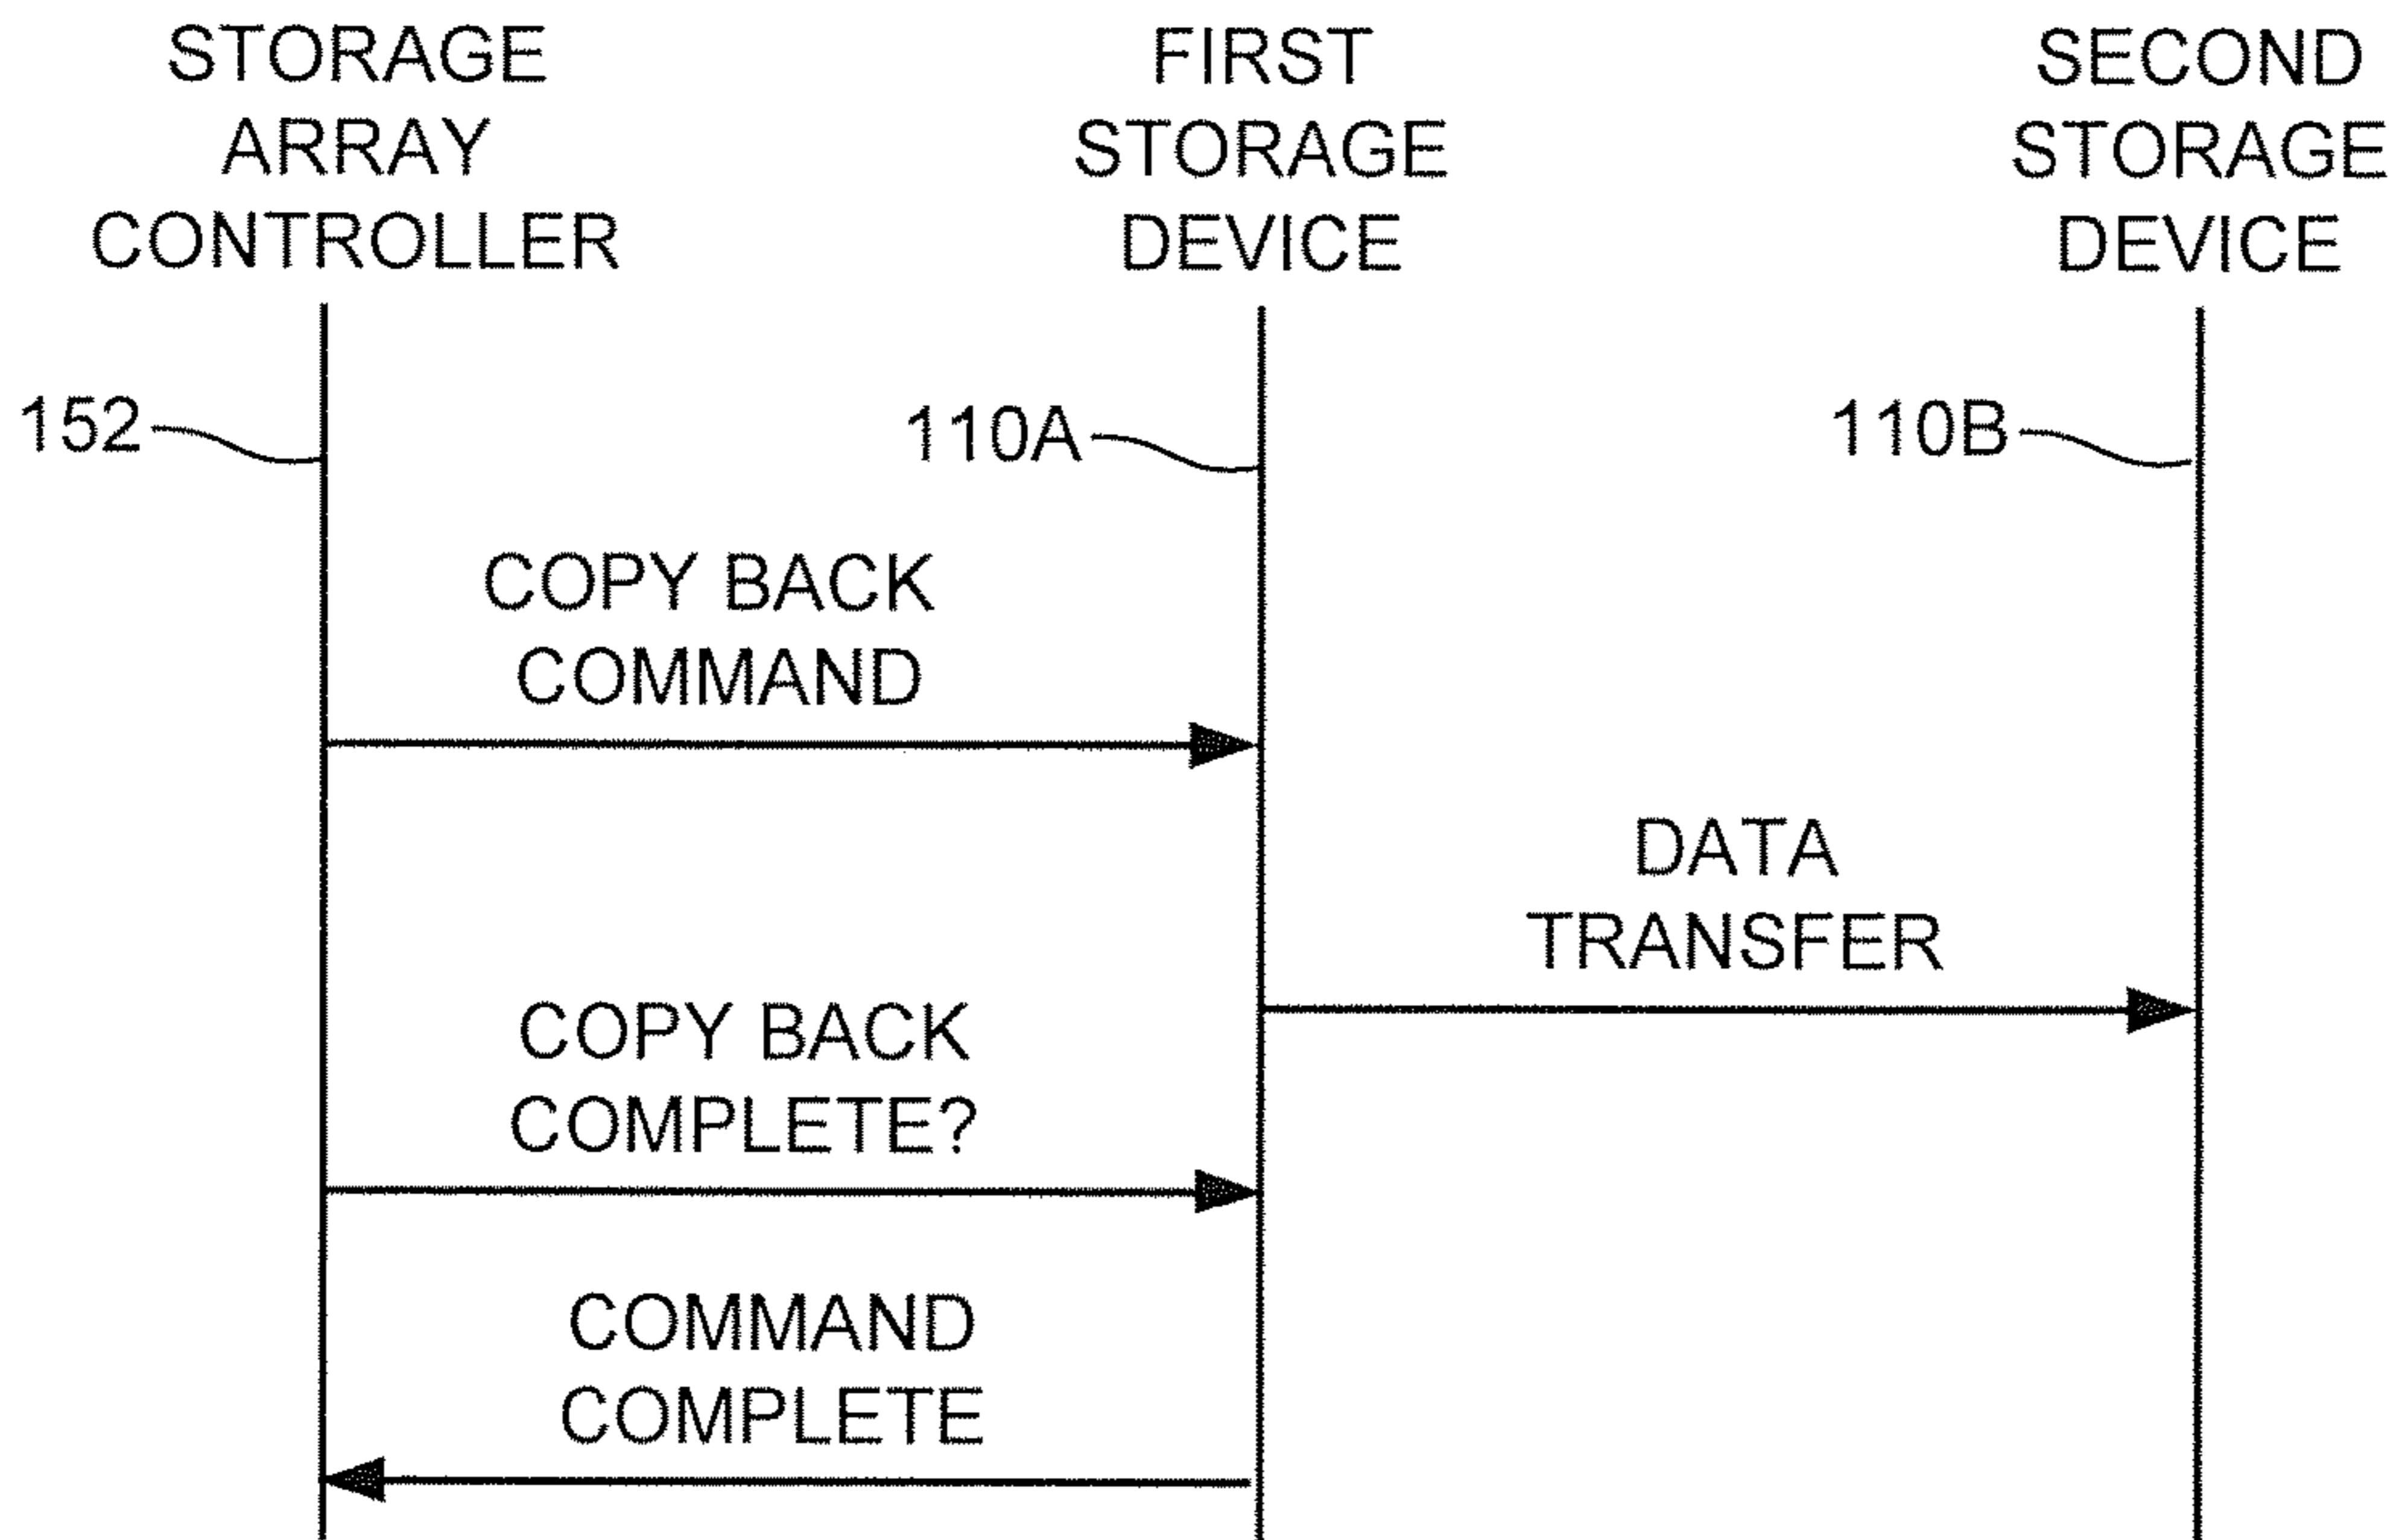 STORAGE
ARRAY
CONTROLLER
FIRST
STORAGE
DEVICE
SECOND
STORAGE
DEVICE
152
110A
110B
COPY BACK
COMMAND
DATA
TRANSFER
COPY BACK
COMPLETE?
COMMAND
COMPLETE